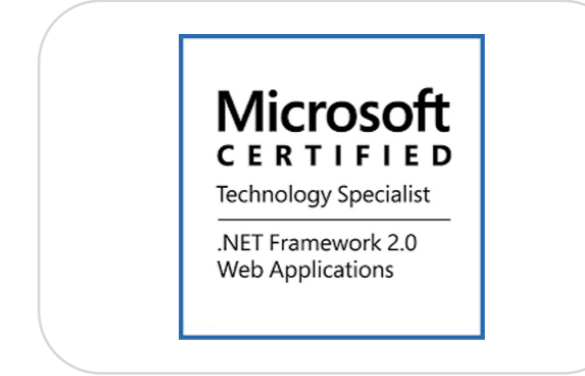 Microsoft
CERTIFIED
Technology Specialist
.NET Framework 2.0
Web Applications